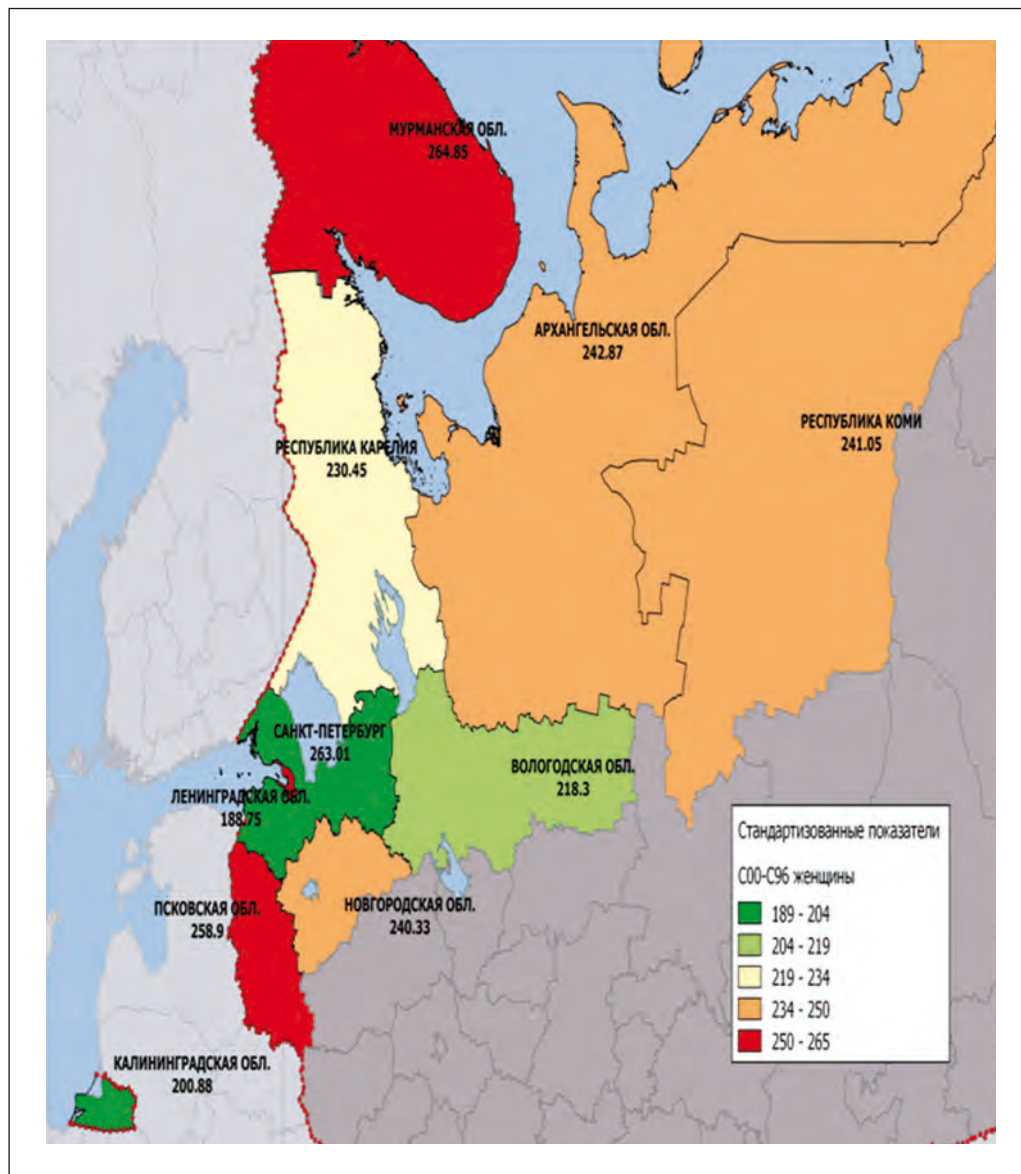 МУРМАНСКАЯ ОБЛ.
264.85
АРХАНГЕЛЬСКАЯ ОБЛ.
242.87
РЕСПУБЛИКА КОМИ
241.05
РЕСПУБЛИКА КАРЕЛИЯ
230.45
САНКТ-ПЕТЕРБУРГ
263.01
ВОЛОГОДСКАЯ ОБЛ.
218.3
ЛЕНИНГРАДСКАЯ ОБЛ.
188.75
ПСКОВСКАЯ ОБЛ.
258.9
НОВГОРОДСКАЯ ОБЛ.
240.33
КАЛИНИНГРАДСКАЯ ОБЛ.
200.88
Стандартизованные показатели
С00-С96 женщины
189 - 204
204 - 219
219 - 234
234 - 250
250 - 265